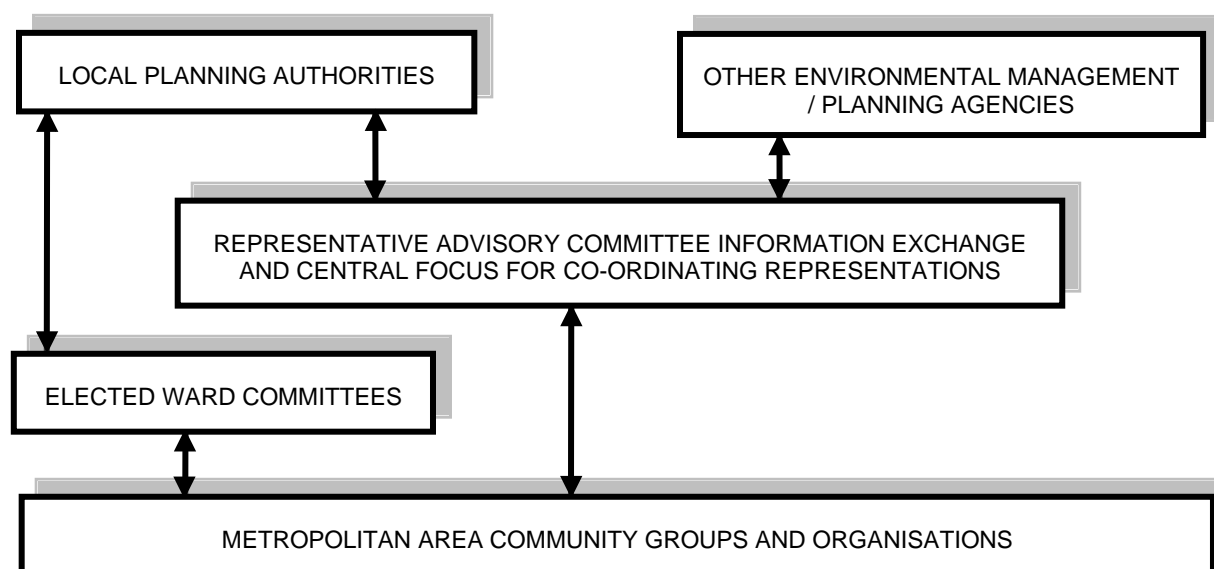 LOCAL PLANNING AUTHORITIES
OTHER ENVIRONMENTAL MANAGEMENT
/ PLANNING AGENCIES
REPRESENTATIVE ADVISORY COMMITTEE INFORMATION EXCHANGE
AND CENTRAL FOCUS FOR CO-ORDINATING REPRESENTATIONS
ELECTED WARD COMMITTEES
METROPOLITAN AREA COMMUNITY GROUPS AND ORGANISATIONS